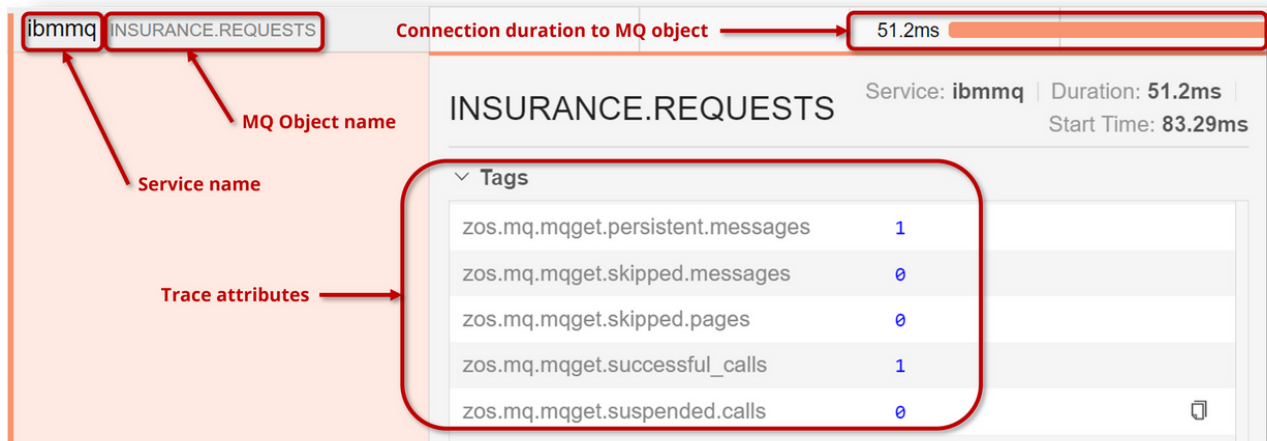 ibmmq INSURANCE.REQUESTS Connection duration to MQ object 51.2ms
INSURANCE.REQUESTS
Service: ibmmq Duration: 51.2ms
Start Time: 83.29ms
MQ Object name
Service name
Tags
Trace attributes
zos.mq.mqget.persistent.messages 1
zos.mq.mqget.skipped.messages 0
zos.mq.mqget.skipped.pages 0
zos.mq.mqget.successful_calls 1
zos.mq.mqget.suspended.calls 0